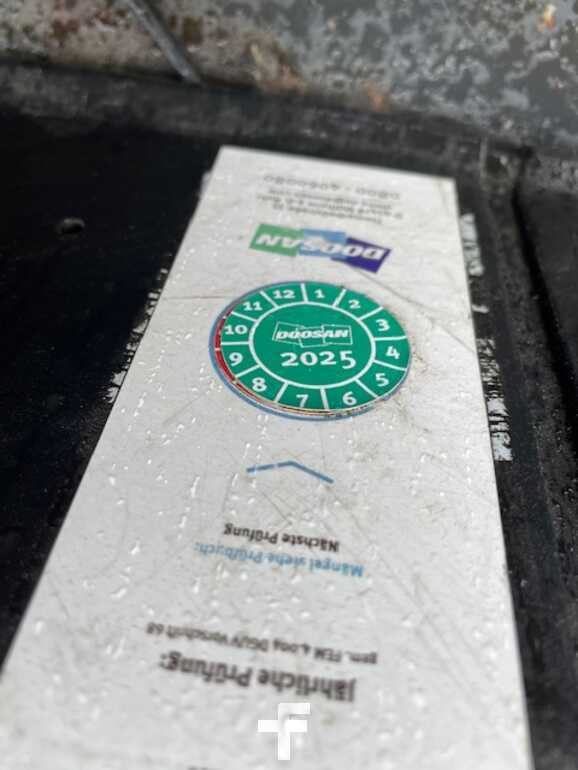 Jährliche Prüfung:
gem. FEM 4.004 DGUV Vorschrift 68
Mängel siehe Prüfbuch:
Nächste Prüfung
12 1 2 3 4 5 6 7 8 9 10 11
DOOSAN
2025
DOOSAN